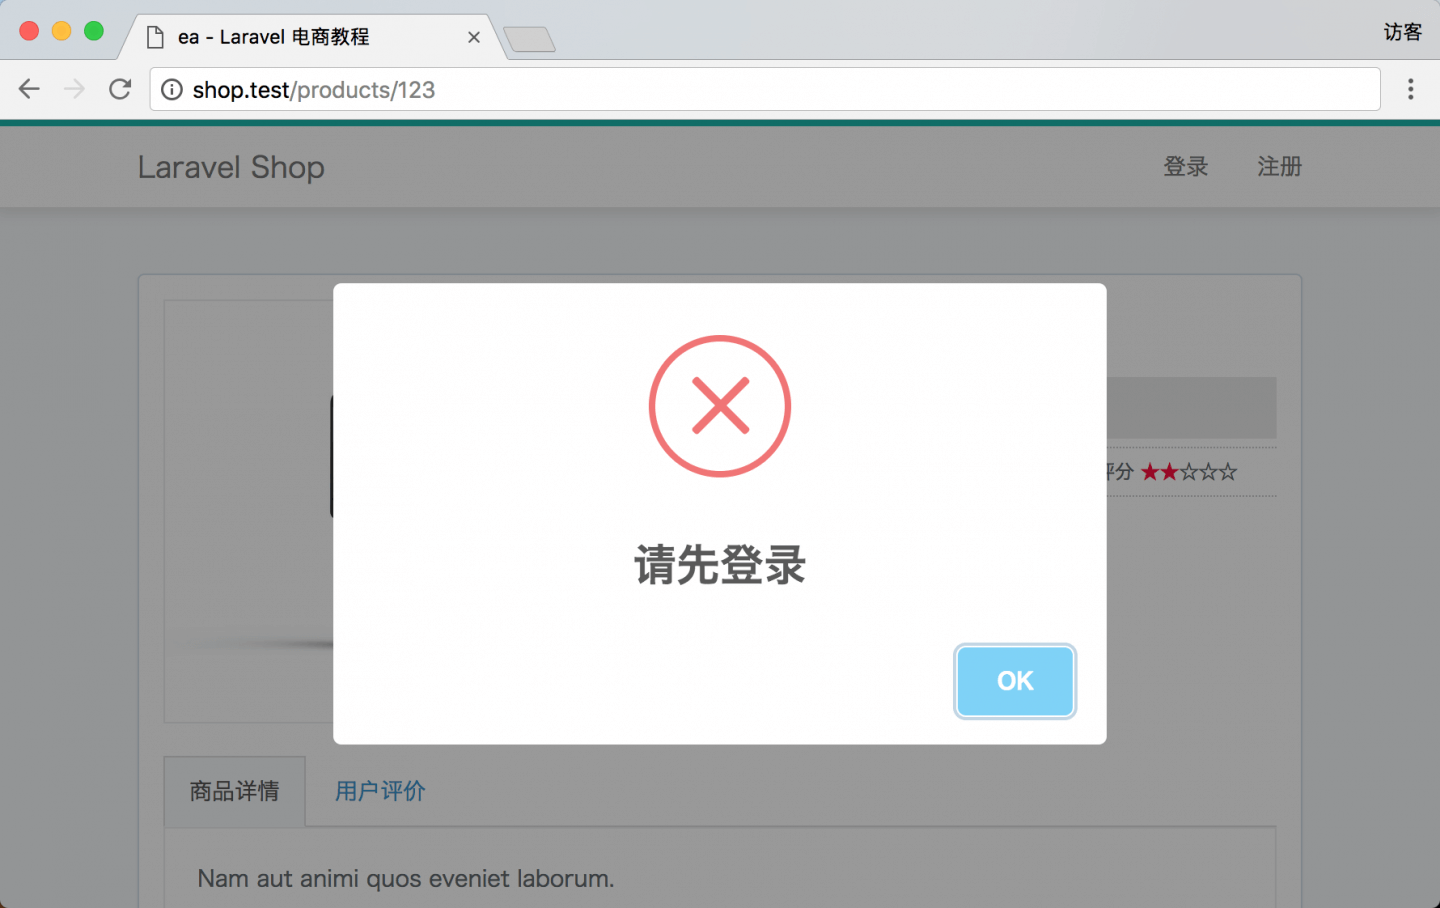 ea - Laravel 电商教程
访客
shop.test/products/123
Laravel Shop
登录
注册
评分 ★★☆☆☆
请先登录
OK
商品详情
用户评价
Nam aut animi quos eveniet laborum.